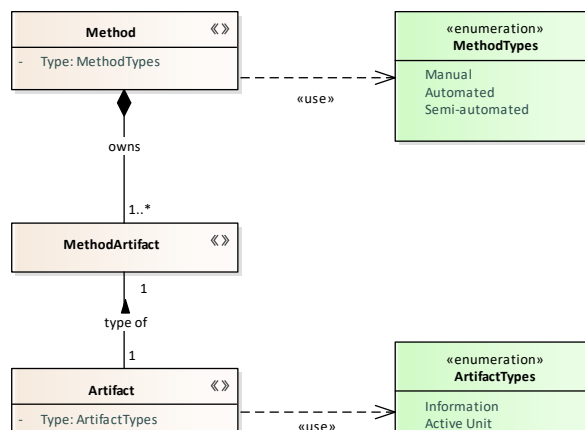 Method
«»
- Type: MethodTypes
«enumeration»
MethodTypes
Manual
Automated
Semi-automated
«use»
owns
1..*
MethodArtifact
«»
1
type of
1
Artifact
«»
- Type: ArtifactTypes
«enumeration»
ArtifactTypes
Information
Active Unit
«use»